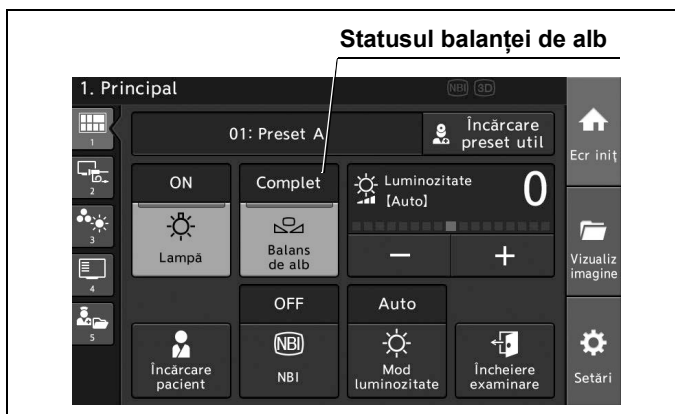 Statusul balanței de alb
1. Principal
NBI 3D
1
01: Preset A
Încărcare
preset util
Ecr iniț
2
ON
Complet
Luminozitate
[Auto]
0
3
Lampă
Balans
de alb
−
+
Vizualiz
imagine
4
OFF
Auto
5
Încărcare
pacient
NBI
NBI
Mod
luminozitate
Încheiere
examinare
Setări